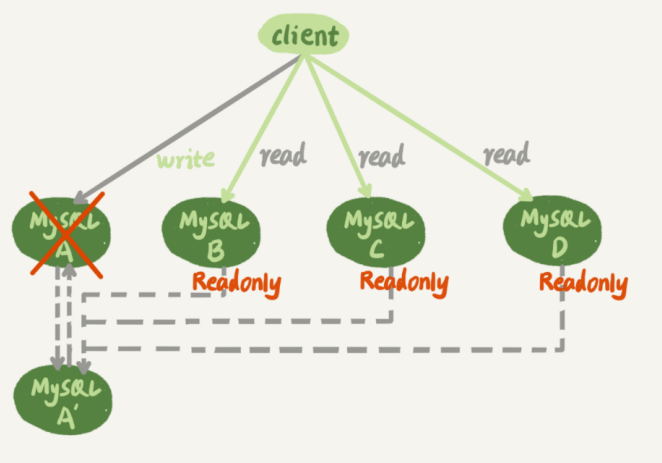 client
write
read
read
read
MySQL
A
MySQL
B
MySQL
C
MySQL
D
Readonly
Readonly
Readonly
MySQL
A'